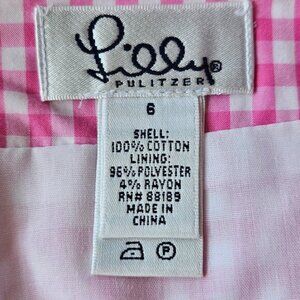 Lilly®
PULITZER
6
SHELL:
100% COTTON
LINING:
96% POLYESTER
4% RAYON
RN# 88189
MADE IN
CHINA
P